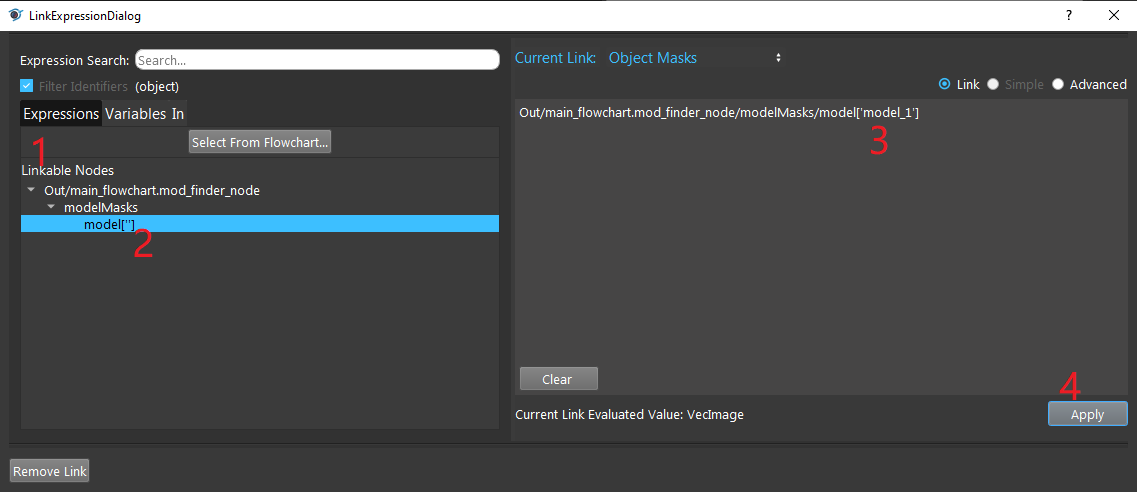 LinkExpressionDialog
?
Expression Search: Search...
Filter Identifiers (object)
Expressions Variables In
1
Select From Flowchart...
Linkable Nodes
Out/main_flowchart.mod_finder_node
modelMasks
model['']
2
Current Link: Object Masks
Link Simple Advanced
Out/main_flowchart.mod_finder_node/modelMasks/model['model_1']
3
Clear
4
Current Link Evaluated Value: VecImage
Apply
Remove Link